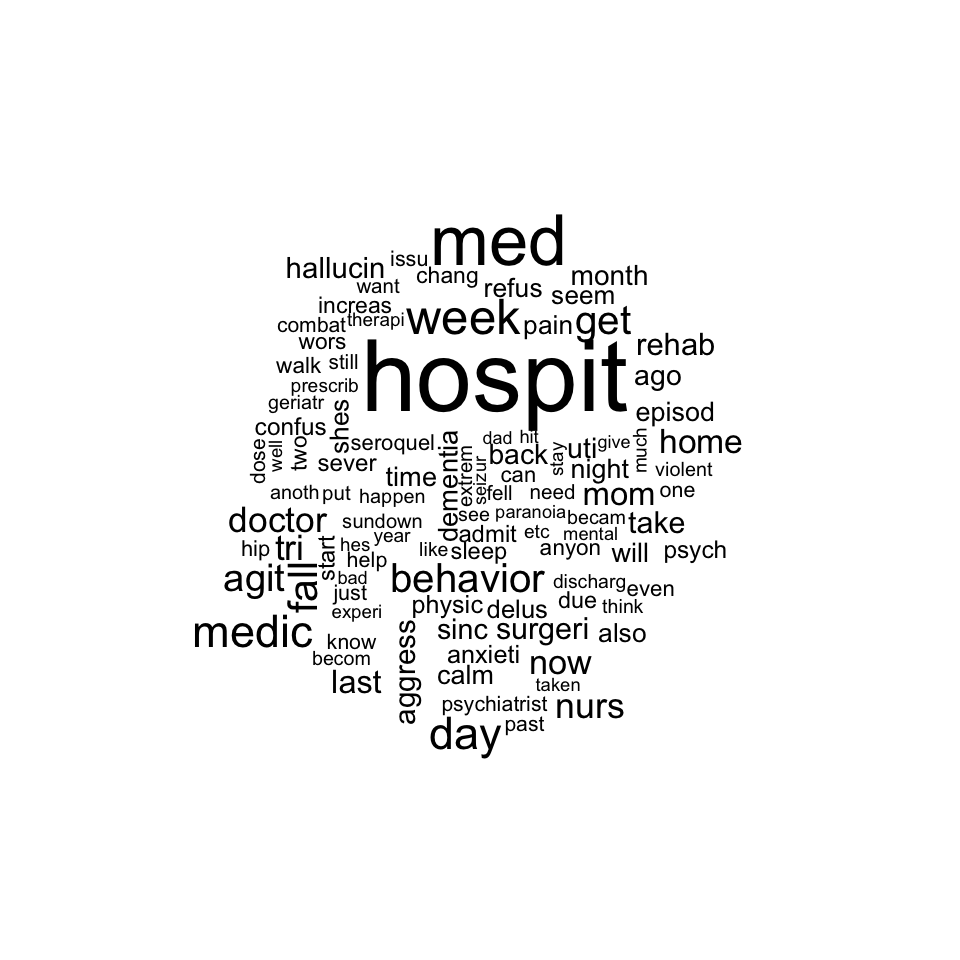 med
hallucin issu
chang month
want refus seem
increas
combat therapi week pain get
wors rehab
walk still hospit ago
prescrib
geriatr episod
confus shes dad hit give home
seroquel dementia back uti much
dose well two sever time extrem seizur can stay night violent
anoth put happen fell need mom one
doctor sundown see paranoia becam take
year admit etc mental
hip tri start hes like sleep anyon will psych
help
agit fall bad behavior discharg even
just physic delus due think
experi
medic know aggress sinc surgeri also
becom anxieti now
last calm taken
psychiatrist nurs
day past